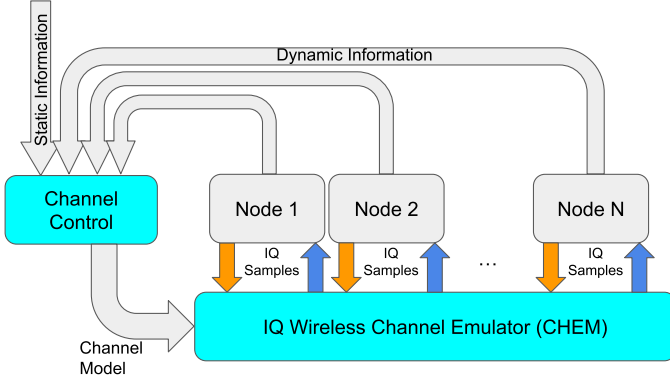 Static Information
Dynamic Information
Channel
Control
Node 1
Node 2
Node N
IQ
Samples
IQ
Samples
...
IQ
Samples
IQ Wireless Channel Emulator (CHEM)
Channel
Model